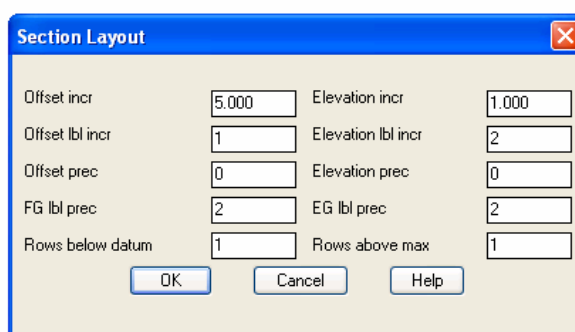 Section Layout
Offset incr 5.000 Elevation incr 1.000
Offset lbl incr 1 Elevation lbl incr 2
Offset prec 0 Elevation prec 0
FG lbl prec 2 EG lbl prec 2
Rows below datum 1 Rows above max 1
OK Cancel Help